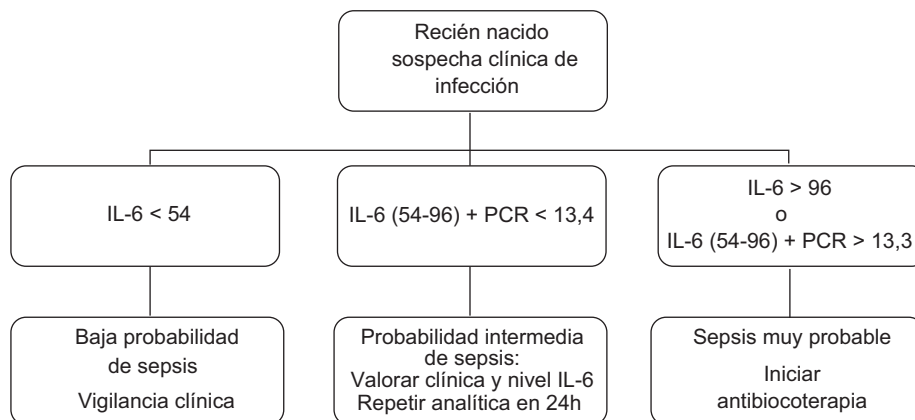 Recién nacido
sospecha clínica de
infección
IL-6 < 54
IL-6 (54-96) + PCR < 13,4
IL-6 > 96
o
IL-6 (54-96) + PCR > 13,3
Baja probabilidad
de sepsis
Vigilancia clínica
Probabilidad intermedia
de sepsis:
Valorar clínica y nivel IL-6
Repetir analítica en 24h
Sepsis muy probable
Iniciar
antibiocoterapia